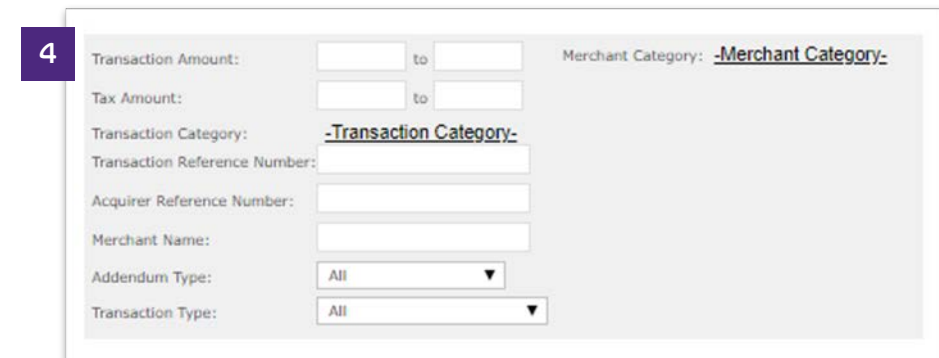 4
Transaction Amount: to Merchant Category: -Merchant Category-
Tax Amount: to
Transaction Category: -Transaction Category-
Transaction Reference Number:
Acquirer Reference Number:
Merchant Name:
Addendum Type: All
Transaction Type: All